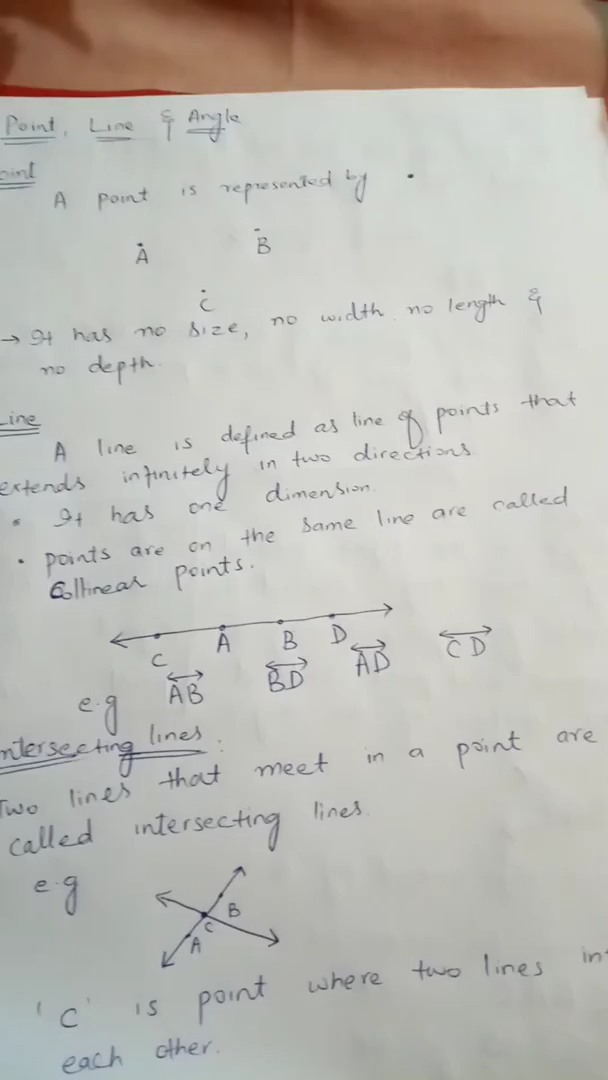 Point, Line & Angle
oint
A point is represented by .
A B
C
→ It has no size, no width no length &
no depth.
Line
A line is defined as line of points that
extends infinitely in two directions
• It has one dimension.
• points are on the same line are called
Collinear points.
C A B D
e.g AB BD AD CD
ntersecting lines:
Two lines that meet in a point are
called intersecting lines.
e.g
B
C
A
'C' is point where two lines int
each other.